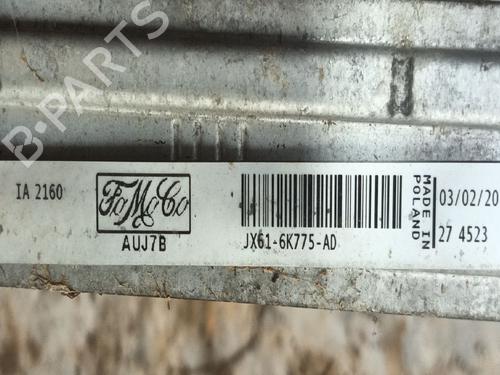 B-PARTS
IA 2160
FoMoCo
AUJ7B
JX61-6K775-AD
MADE IN
POLAND
03/02/20
27 4523